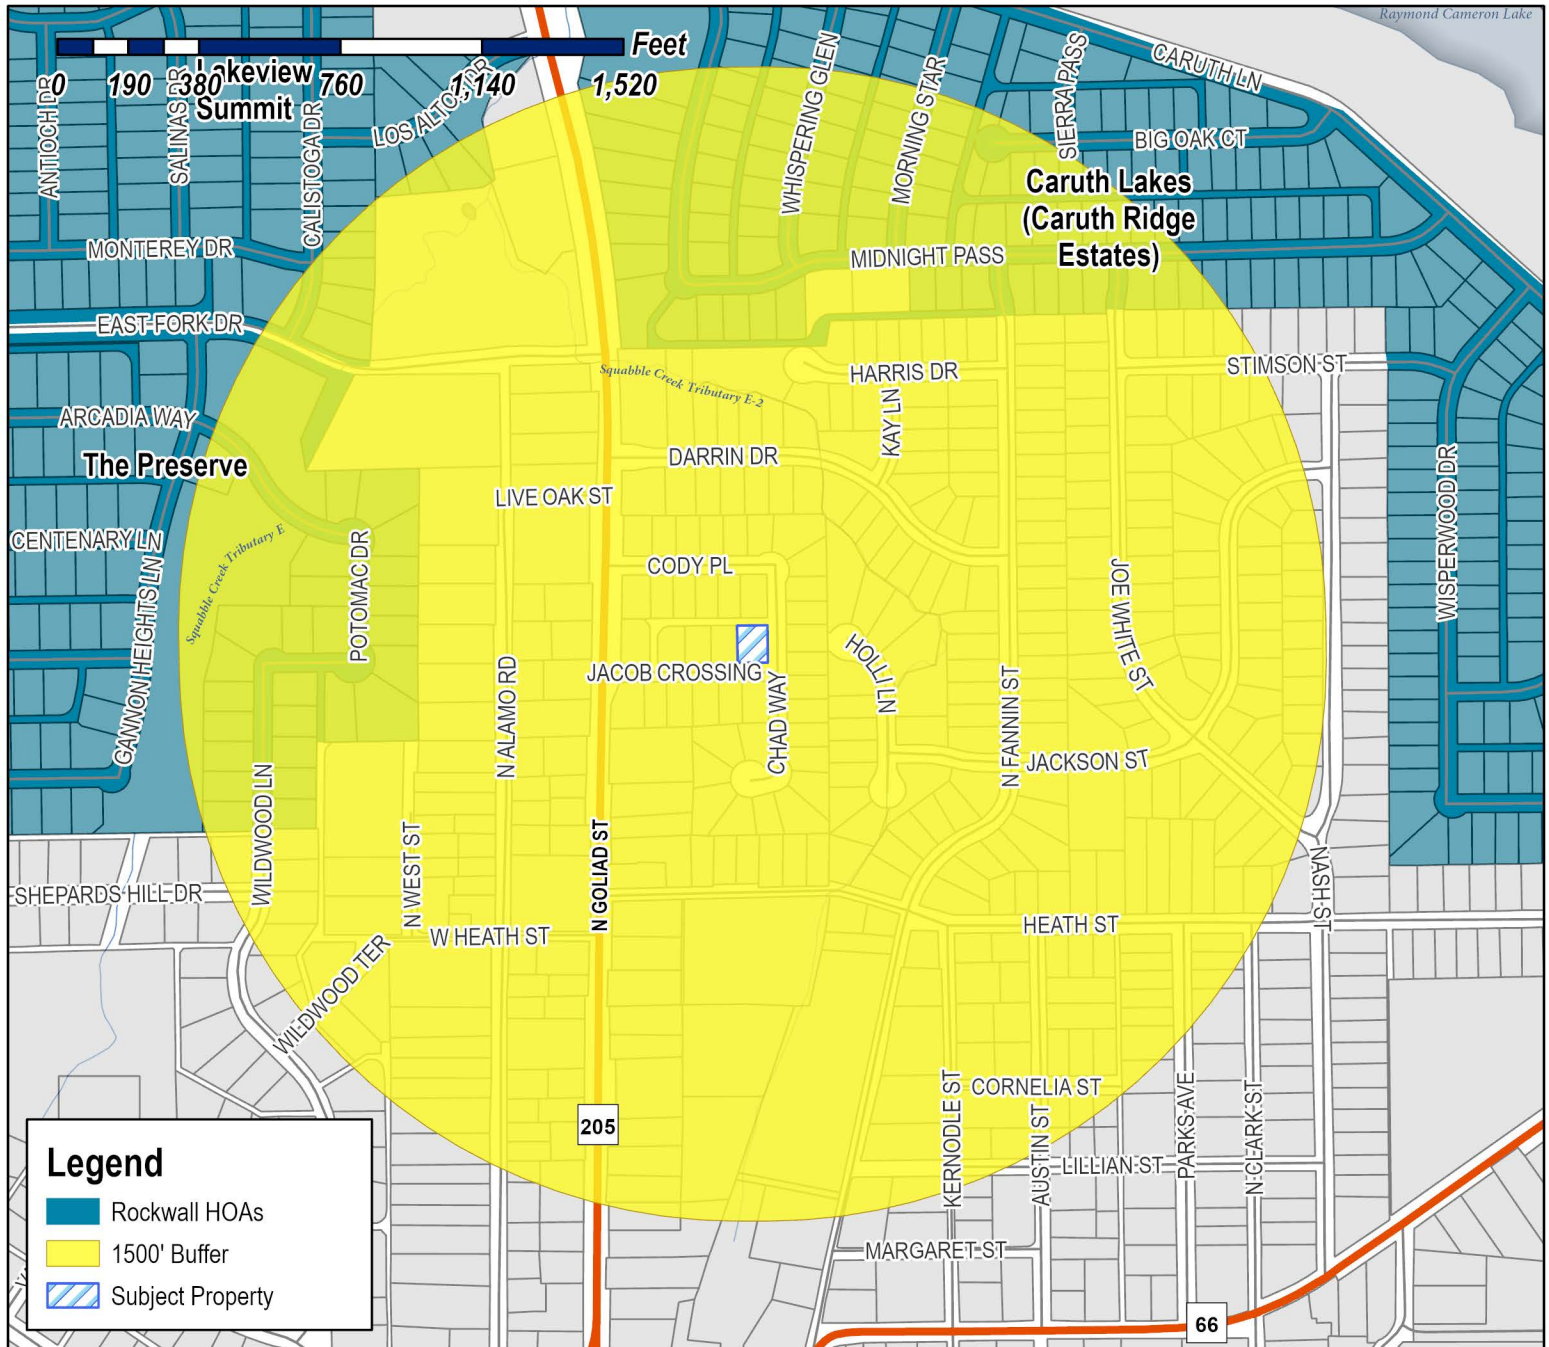 Raymond Cameron Lake
Feet
0 190 380 760 1,140 1,520
Lakeview
Summit
ANTIOCH DR
SALINAS DR
CALISTOGA DR
LOS ALTOS DR
WHISPERING GLEN
MORNING STAR
SIERRA PASS
CARUTH LN
BIG OAK CT
Caruth Lakes
(Caruth Ridge
Estates)
MONTEREY DR
MIDNIGHT PASS
EAST FORK DR
Squabble Creek Tributary E-2
HARRIS DR
STIMSON ST
KAY LN
ARCADIA WAY
The Preserve
DARRIN DR
LIVE OAK ST
WISPERWOOD DR
CENTENARY LN
Squabble Creek Tributary E
POTOMAC DR
CODY PL
GANNON HEIGHTS LN
JOE WHITE ST
JACOB CROSSING
HOLLI LN
N ALAMO RD
CHAD WAY
N FANNIN ST
JACKSON ST
WILDWOOD LN
N WEST ST
N GOLIAD ST
NASH ST
SHEPARDS HILL DR
W HEATH ST
HEATH ST
WILDWOOD TER
KERNODLE ST
CORNELIA ST
AUSTIN ST
PARKS AVE
N CLARK ST
205
LILLIAN ST
MARGARET ST
66
Legend
Rockwall HOAs
1500' Buffer
Subject Property